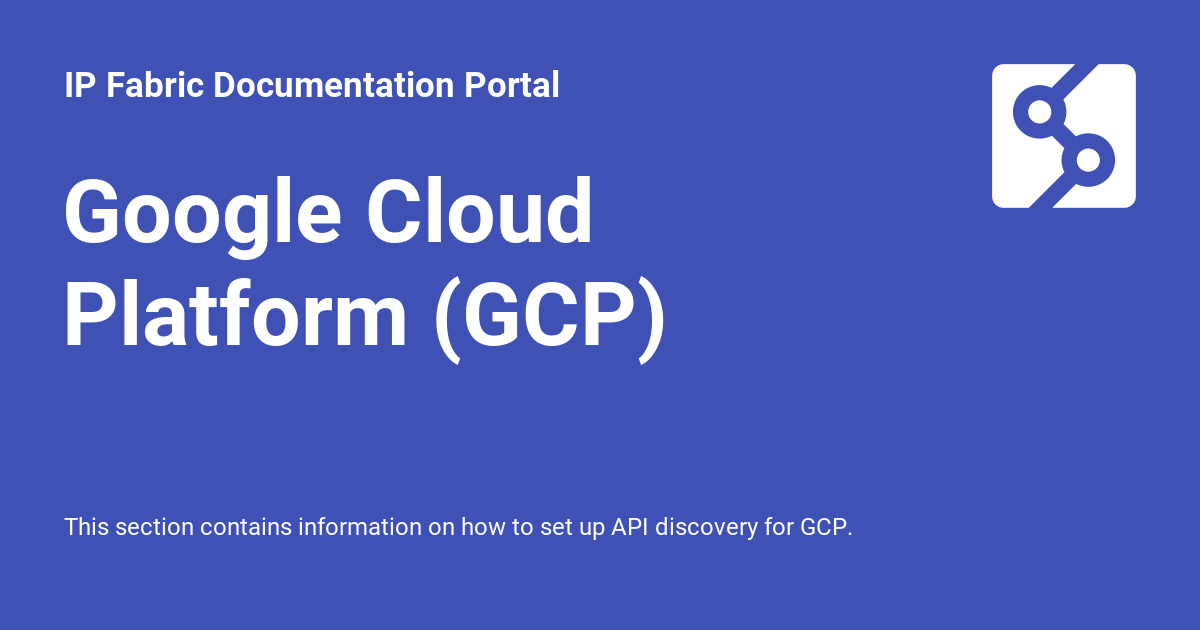 IP Fabric Documentation Portal
Google Cloud
Platform (GCP)
This section contains information on how to set up API discovery for GCP.